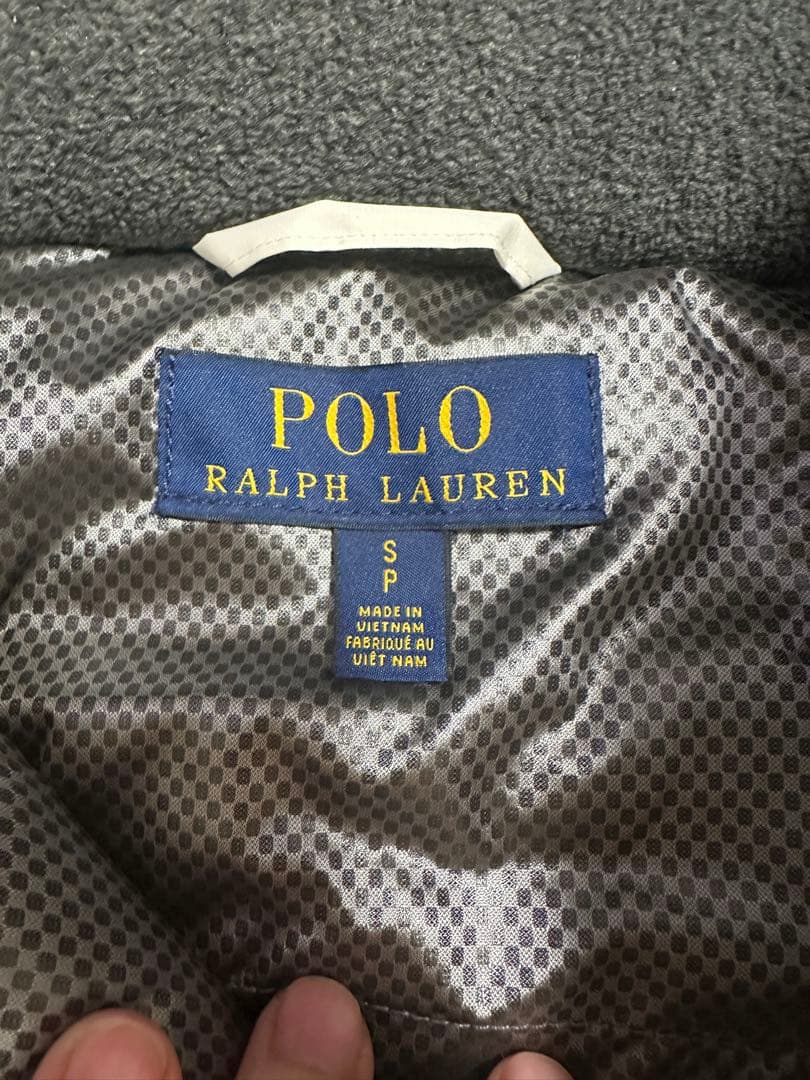 POLO
RALPH LAUREN
S
P
MADE IN
VIETNAM
FABRIQUÉ AU
VIÊT NAM